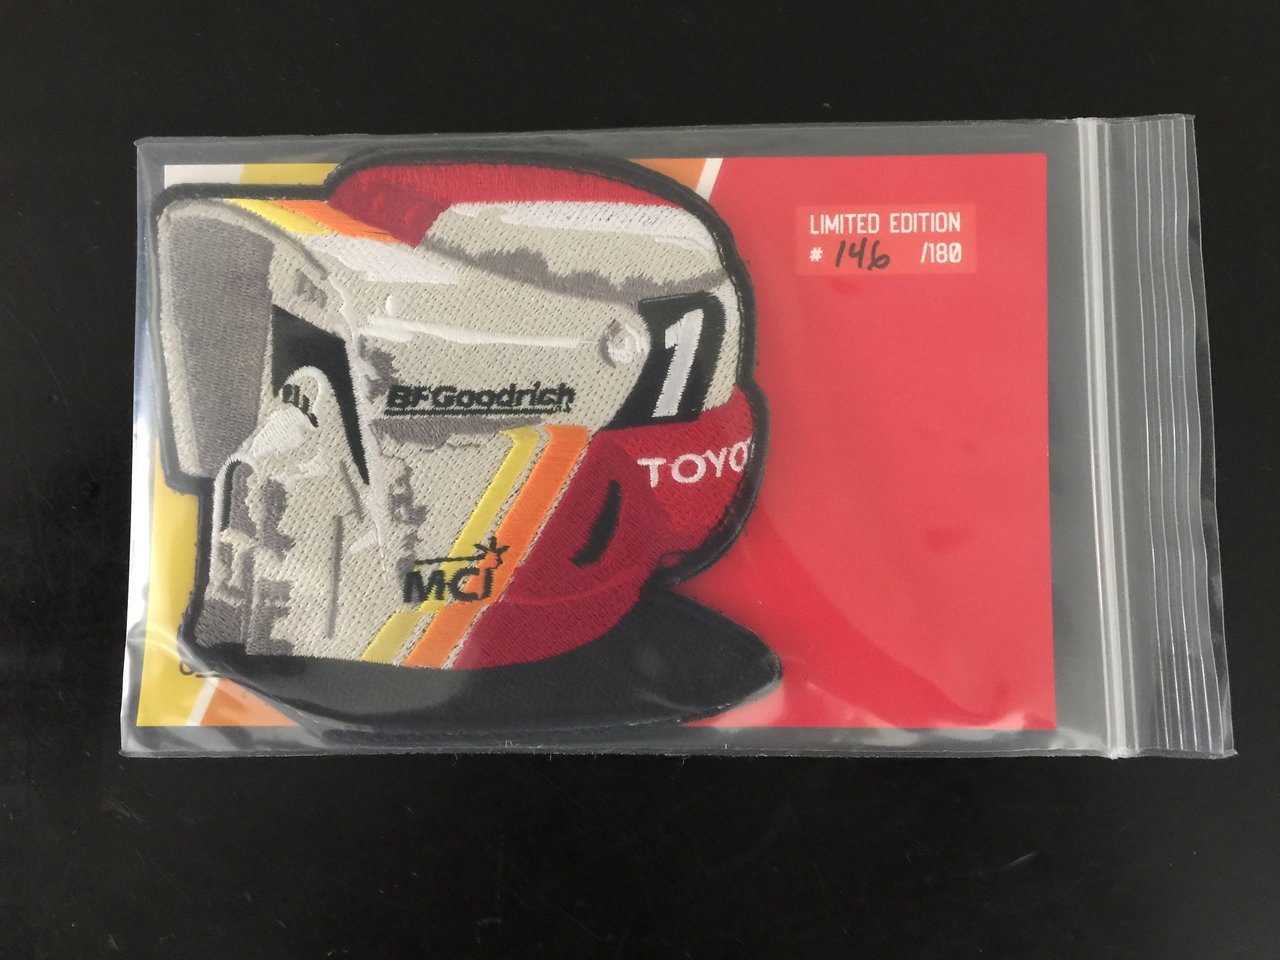 LIMITED EDITION
# 146 /180
1
BFGoodrich
TOYO
MCI